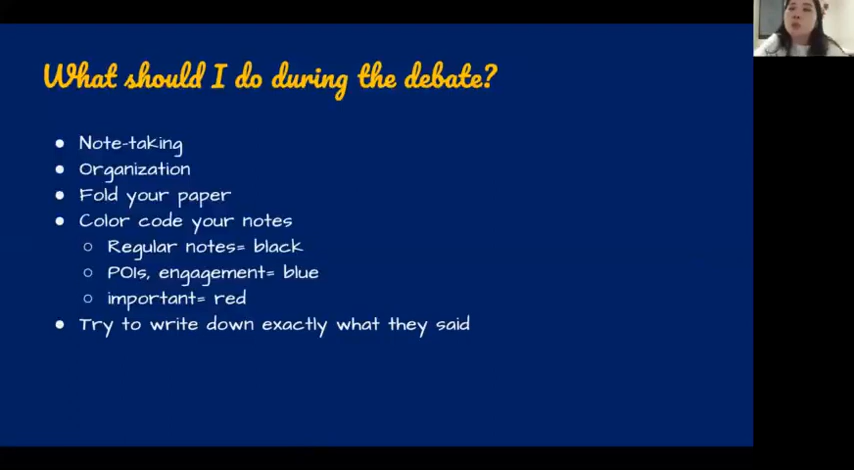 What should I do during the debate?
● Note-taking
● Organization
● Fold your paper
● Color code your notes
○ Regular notes= black
○ POIs, engagement= blue
○ important= red
● Try to write down exactly what they said